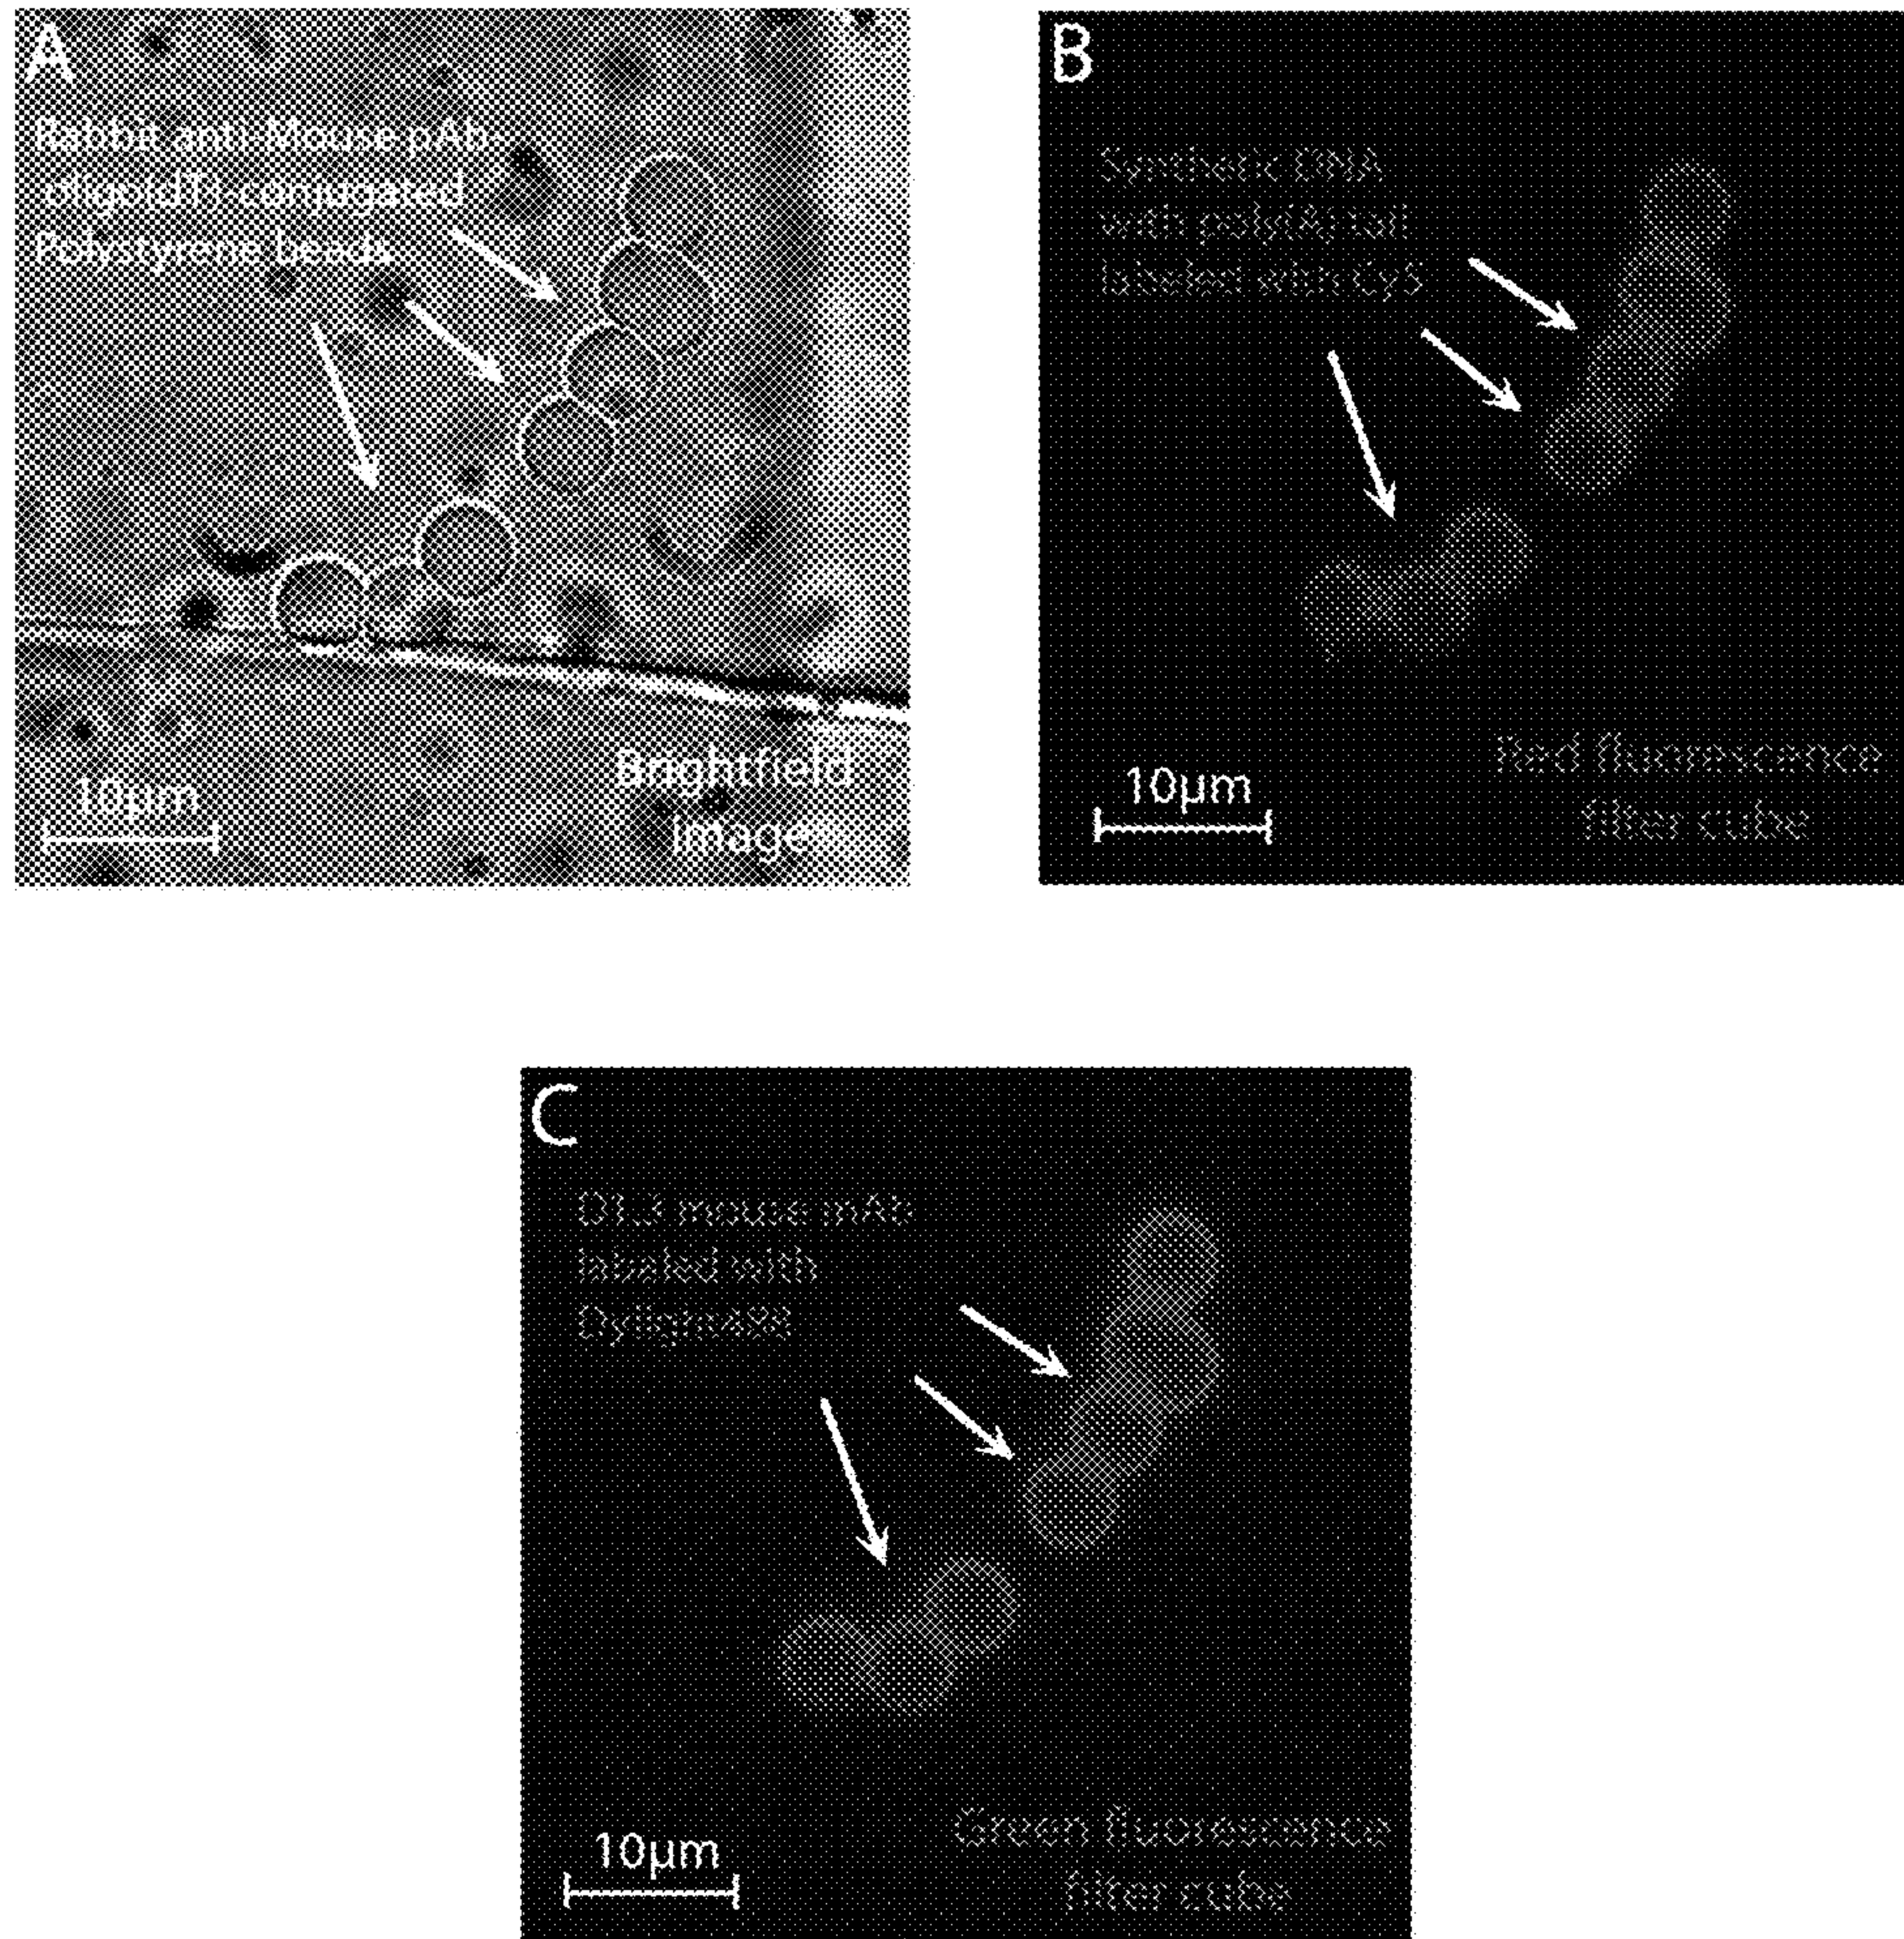 A
Rabbit anti-Mouse pAb-
oligo(dT)-conjugated
Polystyrene beads
10µm
Brightfield
image
B
Synthetic DNA
with poly(A) tail
labeled with Cy5
10µm
Red fluorescence
filter cube
C
D1.3 mouse mAb
labeled with
Dylight488
10µm
Green fluorescence
filter cube